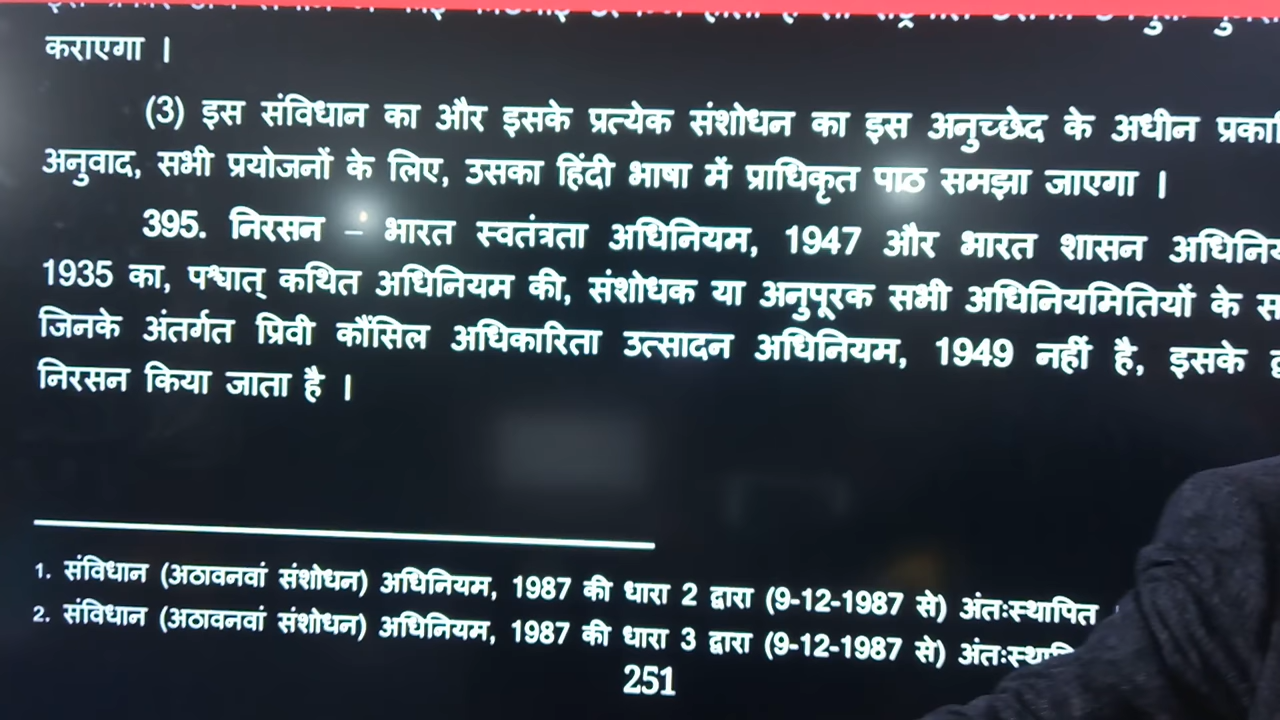 कराएगा ।
(3) इस संविधान का और इसके प्रत्येक संशोधन का इस अनुच्छेद के अधीन
अनुवाद, सभी प्रयोजनों के लिए, उसका हिंदी भाषा में प्राधिकृत पाठ समझा जाएगा ।
395. निरसन – भारत स्वतंत्रता अधिनियम, 1947 और भारत शासन
1935 का, पश्चात् कथित अधिनियम की, संशोधक या अनुपूरक सभी अधिनियमितियों के
जिनके अंतर्गत प्रिवी कौंसिल अधिकारिता उत्सादन अधिनियम, 1949 नहीं है, इसके
निरसन किया जाता है ।
1. संविधान (अठावनवां संशोधन) अधिनियम, 1987 की धारा 2 द्वारा (9-12-1987 से) अंतःस्थापित
2. संविधान (अठावनवां संशोधन) अधिनियम, 1987 की धारा 3 द्वारा (9-12-1987 से)
251